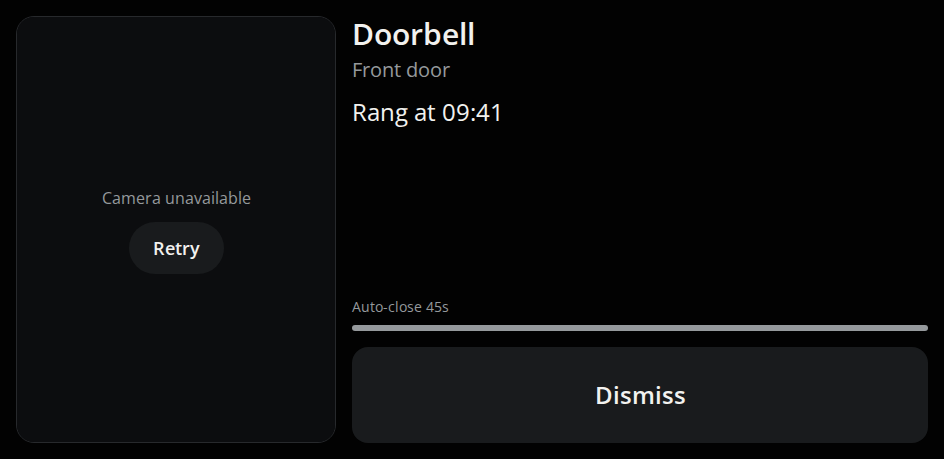 Doorbell
Front door
Rang at 09:41
Camera unavailable
Retry
Auto-close 45s
Dismiss